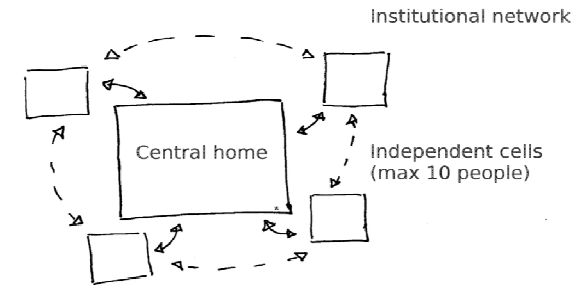 Institutional network
Central home
Independent cells
(max 10 people)